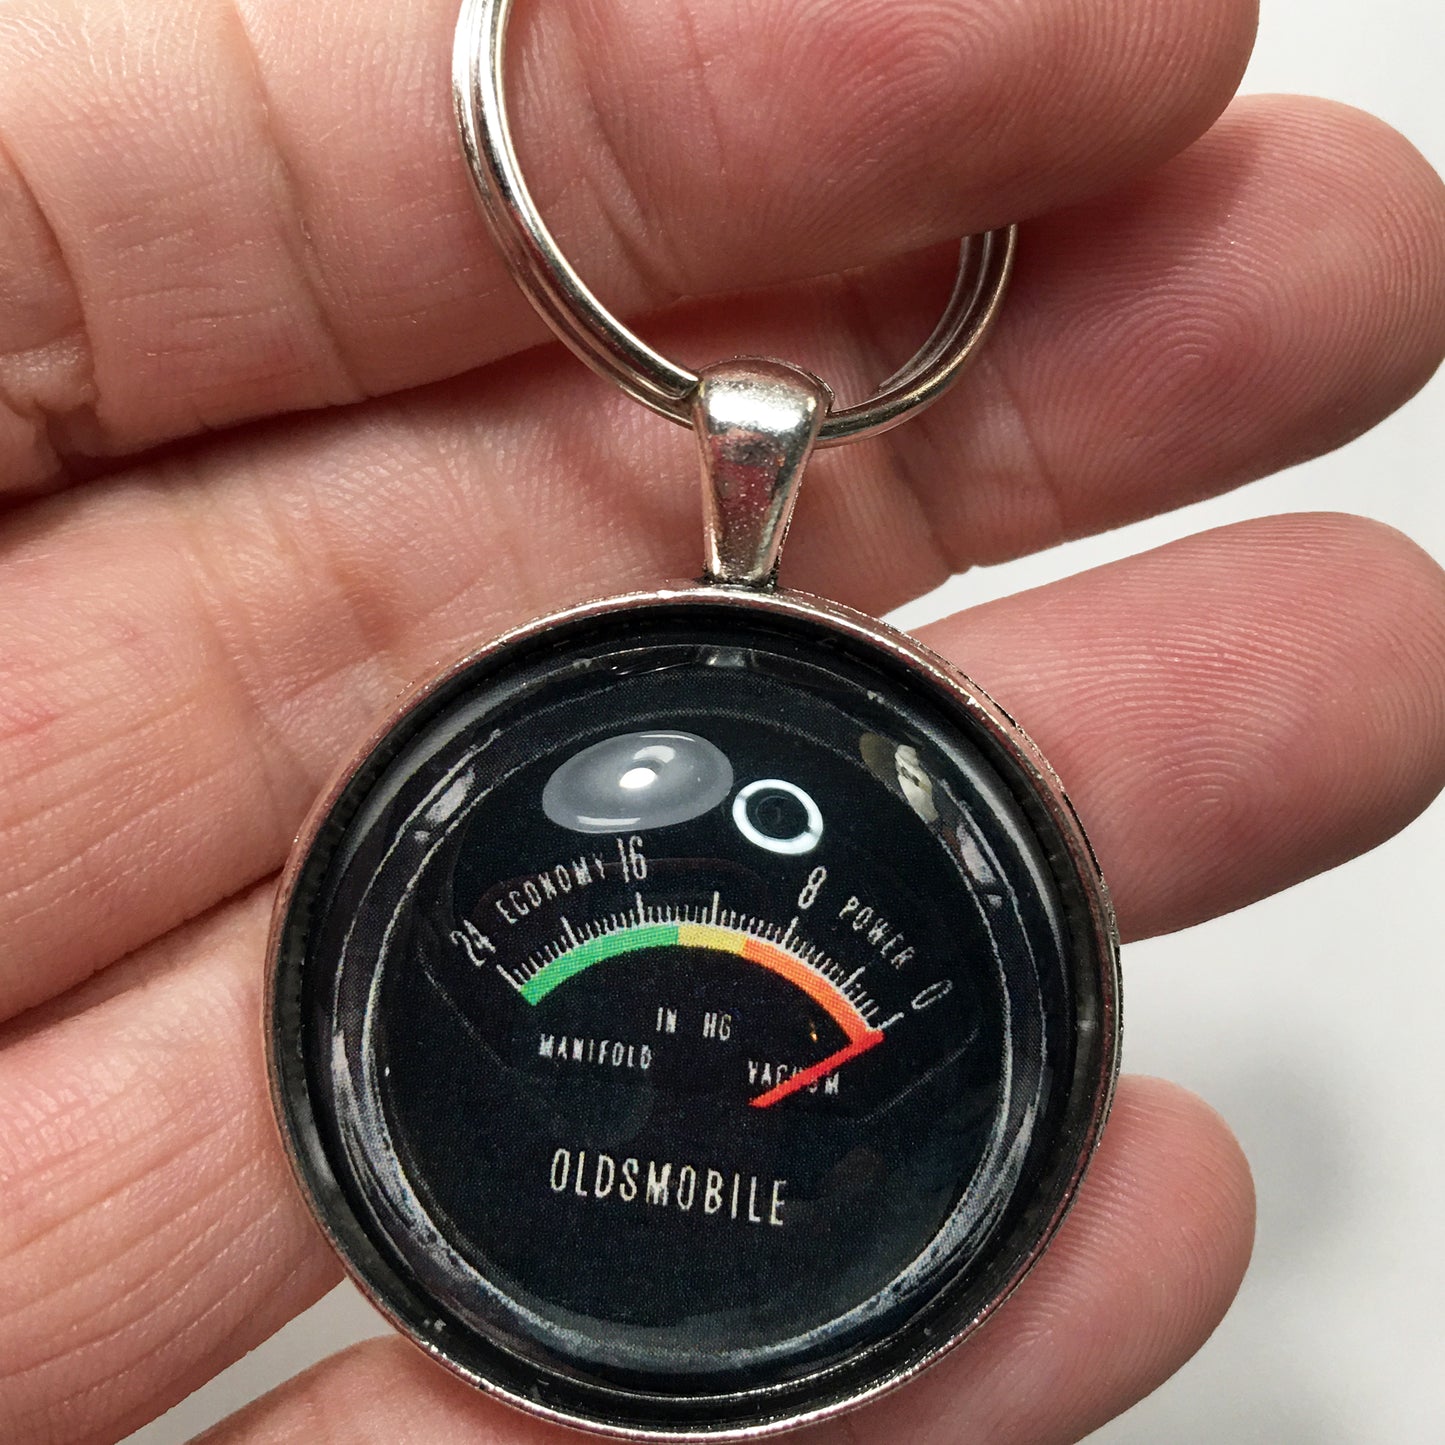 24 ECONOMY 16 8 POWER 0
IN HG
MANIFOLD VACUUM
OLDSMOBILE